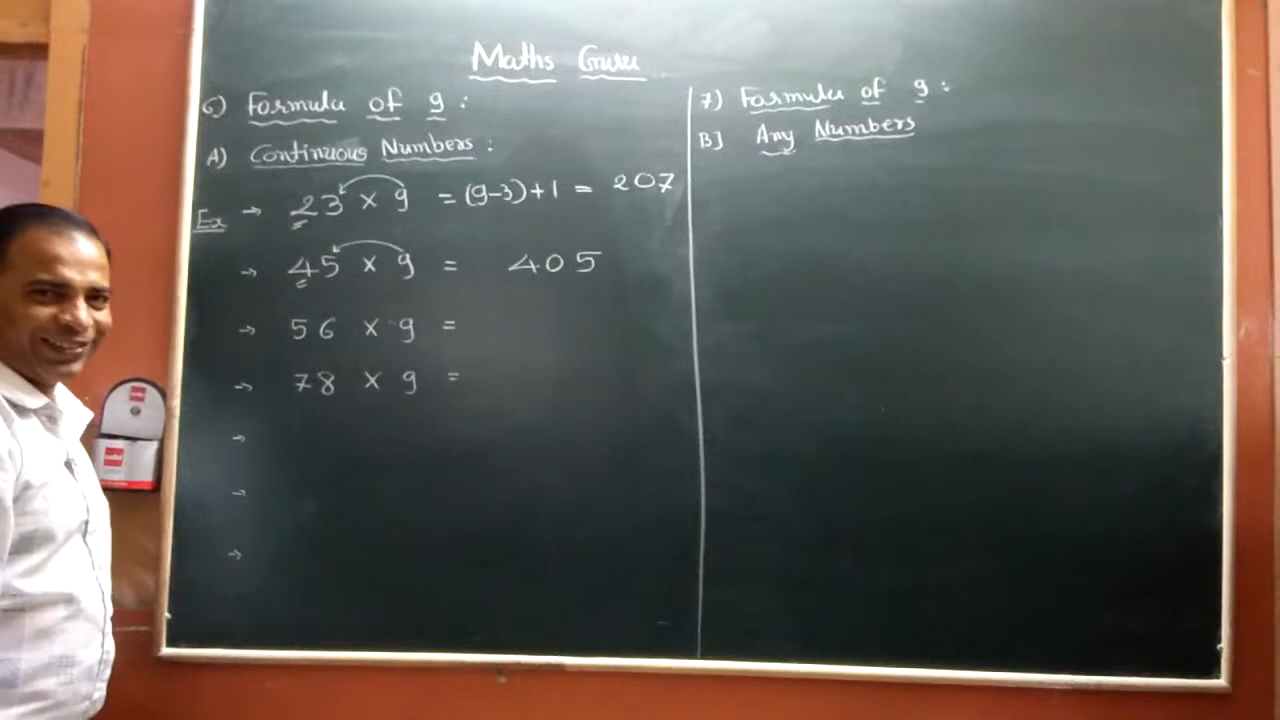 Maths Guru
6) Formula of 9 :
A) Continuous Numbers :
Ex → 23 × 9 = (9-3)+1 = 207
→ 45 × 9 = 405
→ 56 × 9 =
→ 78 × 9 =
→
→
→
7) Formula of 9 :
B] Any Numbers